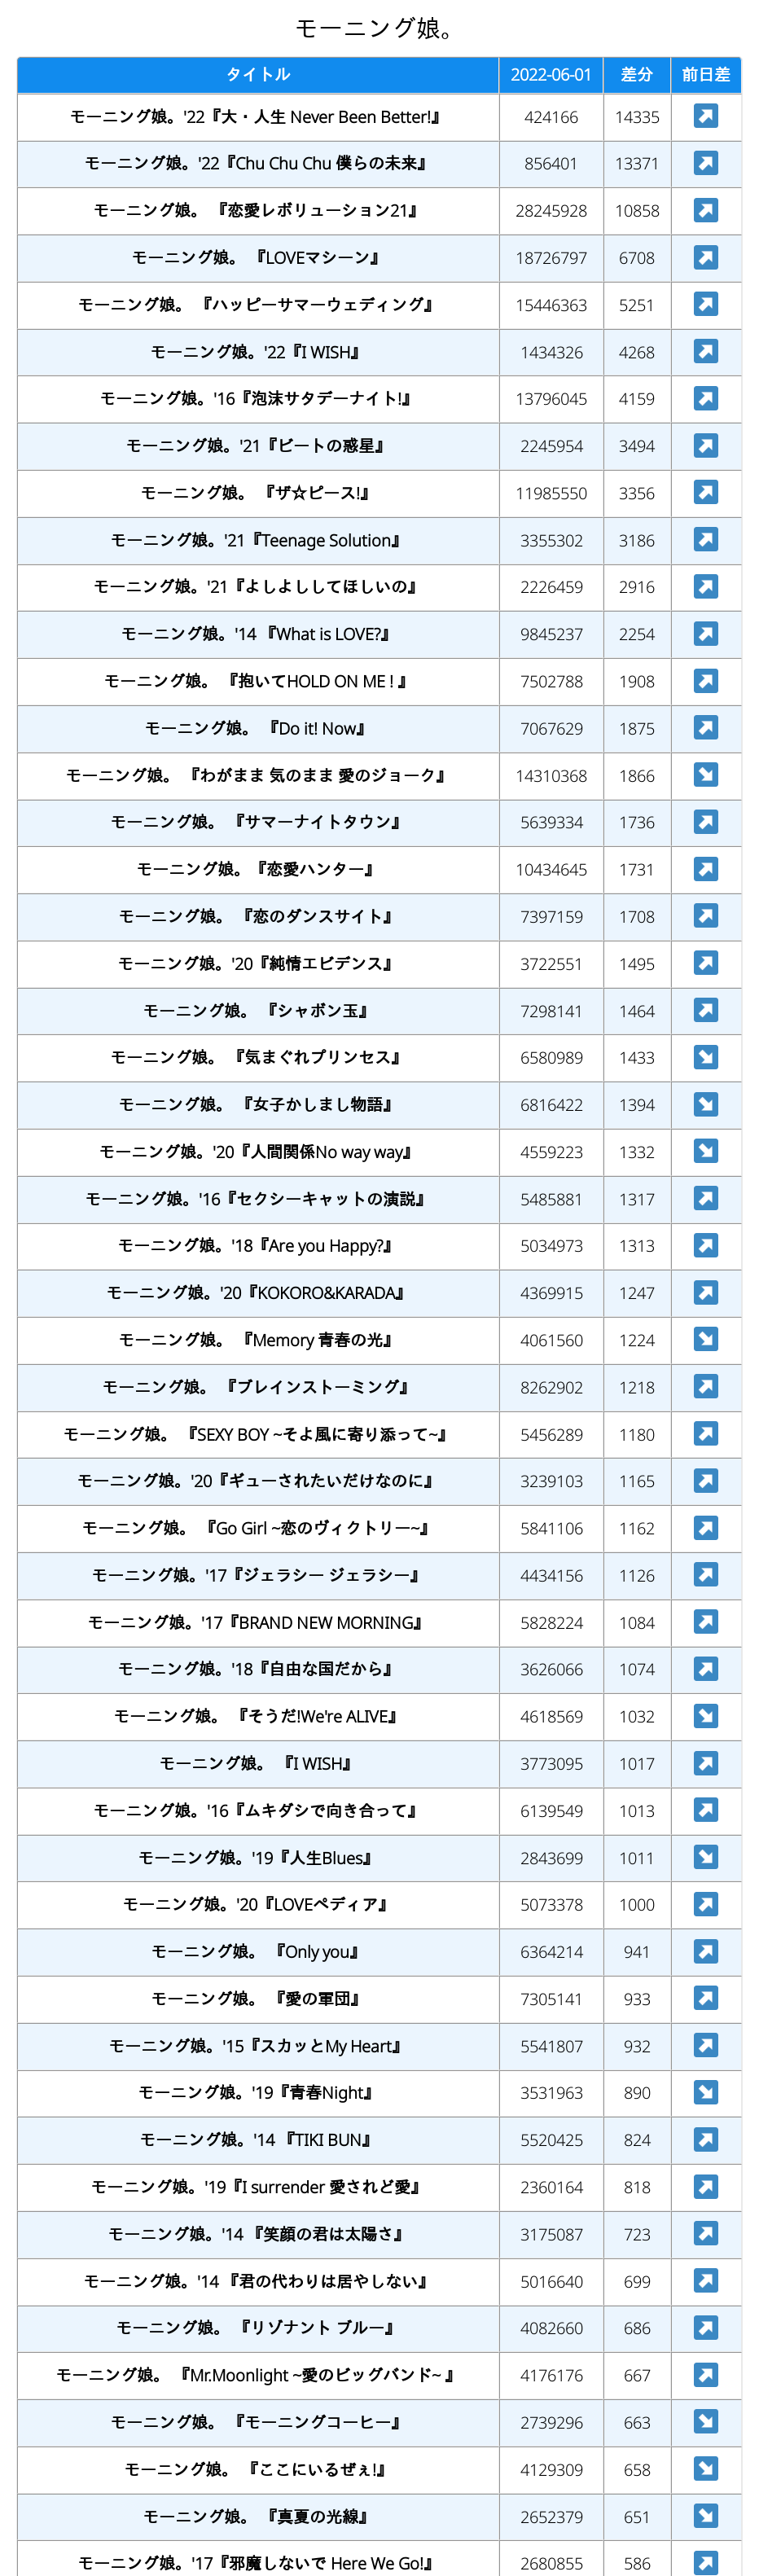 モーニング娘。
タイトル 2022-06-01 差分 前日差
モーニング娘。'22『大・人生 Never Been Better!』 424166 14335 ↗
モーニング娘。'22『Chu Chu Chu 僕らの未来』 856401 13371 ↗
モーニング娘。 『恋愛レボリューション21』 28245928 10858 ↗
モーニング娘。 『LOVEマシーン』 18726797 6708 ↗
モーニング娘。 『ハッピーサマーウェディング』 15446363 5251 ↗
モーニング娘。'22『I WISH』 1434326 4268 ↗
モーニング娘。'16『泡沫サタデーナイト!』 13796045 4159 ↗
モーニング娘。'21『ビートの惑星』 2245954 3494 ↗
モーニング娘。 『ザ☆ピース!』 11985550 3356 ↗
モーニング娘。'21『Teenage Solution』 3355302 3186 ↗
モーニング娘。'21『よしよししてほしいの』 2226459 2916 ↗
モーニング娘。'14 『What is LOVE?』 9845237 2254 ↗
モーニング娘。 『抱いてHOLD ON ME ! 』 7502788 1908 ↗
モーニング娘。 『Do it! Now』 7067629 1875 ↗
モーニング娘。 『わがまま 気のまま 愛のジョーク』 14310368 1866 ↘
モーニング娘。 『サマーナイトタウン』 5639334 1736 ↗
モーニング娘。『恋愛ハンター』 10434645 1731 ↗
モーニング娘。 『恋のダンスサイト』 7397159 1708 ↗
モーニング娘。'20『純情エビデンス』 3722551 1495 ↗
モーニング娘。 『シャボン玉』 7298141 1464 ↗
モーニング娘。 『気まぐれプリンセス』 6580989 1433 ↘
モーニング娘。 『女子かしまし物語』 6816422 1394 ↘
モーニング娘。'20『人間関係No way way』 4559223 1332 ↘
モーニング娘。'16『セクシーキャットの演説』 5485881 1317 ↗
モーニング娘。'18『Are you Happy?』 5034973 1313 ↗
モーニング娘。'20『KOKORO&KARADA』 4369915 1247 ↗
モーニング娘。 『Memory 青春の光』 4061560 1224 ↘
モーニング娘。 『ブレインストーミング』 8262902 1218 ↗
モーニング娘。 『SEXY BOY ~そよ風に寄り添って~』 5456289 1180 ↗
モーニング娘。'20『ギューされたいだけなのに』 3239103 1165 ↗
モーニング娘。 『Go Girl ~恋のヴィクトリー~』 5841106 1162 ↗
モーニング娘。'17『ジェラシー ジェラシー』 4434156 1126 ↗
モーニング娘。'17『BRAND NEW MORNING』 5828224 1084 ↗
モーニング娘。'18『自由な国だから』 3626066 1074 ↗
モーニング娘。 『そうだ!We're ALIVE』 4618569 1032 ↘
モーニング娘。 『I WISH』 3773095 1017 ↗
モーニング娘。'16『ムキダシで向き合って』 6139549 1013 ↗
モーニング娘。'19『人生Blues』 2843699 1011 ↘
モーニング娘。'20『LOVEペディア』 5073378 1000 ↗
モーニング娘。 『Only you』 6364214 941 ↗
モーニング娘。 『愛の軍団』 7305141 933 ↗
モーニング娘。'15『スカッとMy Heart』 5541807 932 ↗
モーニング娘。'19『青春Night』 3531963 890 ↘
モーニング娘。'14 『TIKI BUN』 5520425 824 ↗
モーニング娘。'19『I surrender 愛されど愛』 2360164 818 ↗
モーニング娘。'14 『笑顔の君は太陽さ』 3175087 723 ↗
モーニング娘。'14 『君の代わりは居やしない』 5016640 699 ↗
モーニング娘。 『リゾナント ブルー』 4082660 686 ↗
モーニング娘。 『Mr.Moonlight ~愛のビッグバンド~ 』 4176176 667 ↗
モーニング娘。 『モーニングコーヒー』 2739296 663 ↘
モーニング娘。 『ここにいるぜぇ!』 4129309 658 ↘
モーニング娘。 『真夏の光線』 2652379 651 ↘
モーニング娘。'17『邪魔しないで Here We Go!』 2680855 586 ↗